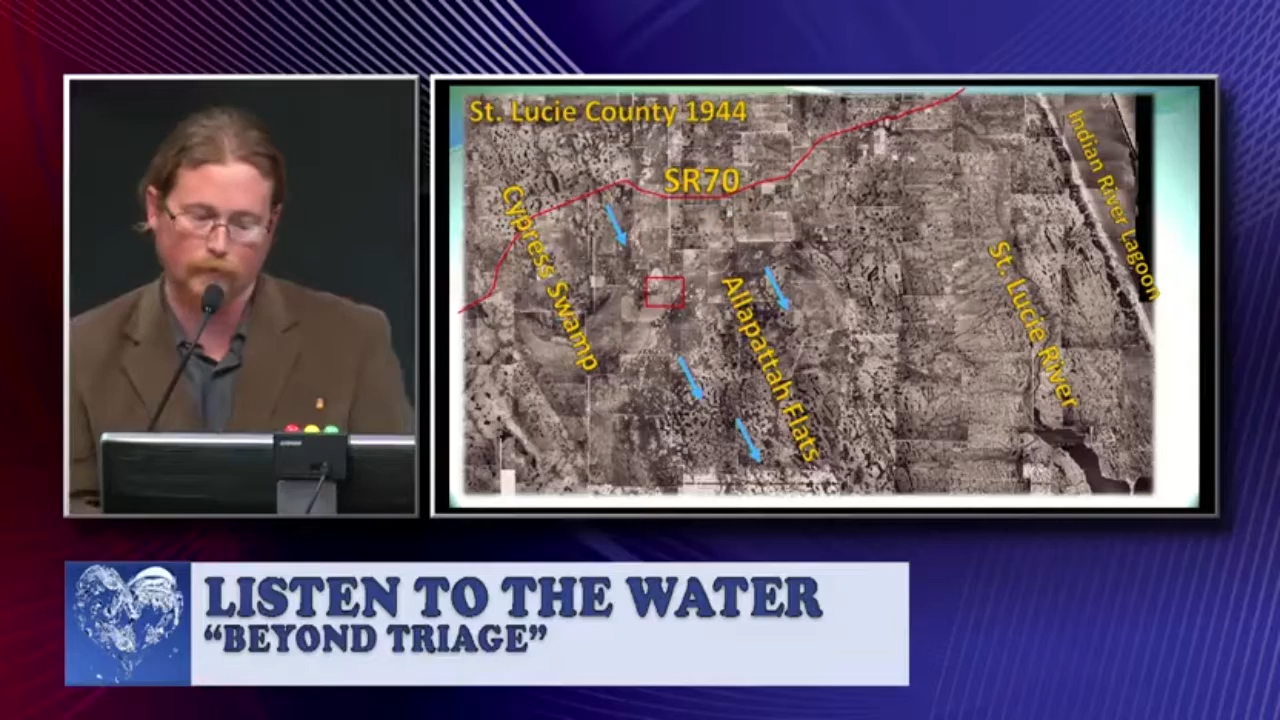 St. Lucie County 1944
SR70
Indian River Lagoon
Cypress Swamp
Allapattah Flats
St. Lucie River
LISTEN TO THE WATER
“BEYOND TRIAGE”